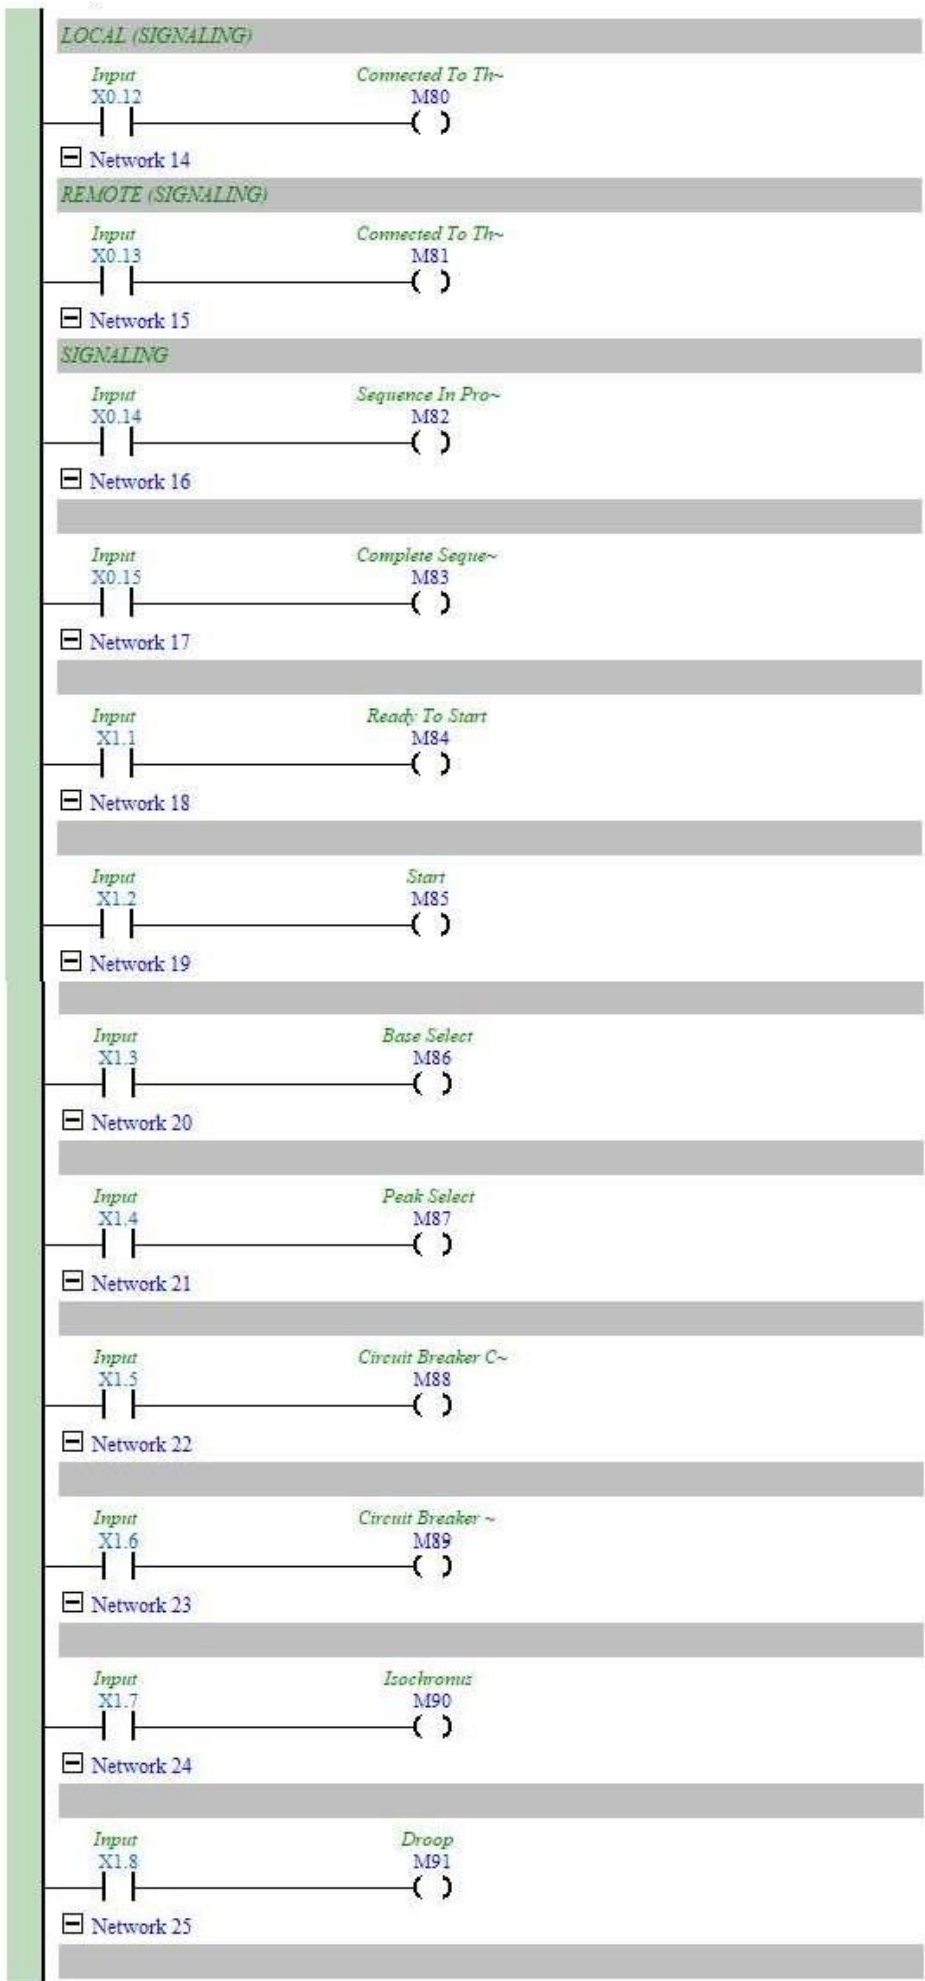 LOCAL (SIGNALING)
Input Connected To Th~
X0.12 M80
Network 14
REMOTE (SIGNALING)
Input Connected To Th~
X0.13 M81
Network 15
SIGNALING
Input Sequence In Pro~
X0.14 M82
Network 16
Input Complete Seque~
X0.15 M83
Network 17
Input Ready To Start
X1.1 M84
Network 18
Input Start
X1.2 M85
Network 19
Input Base Select
X1.3 M86
Network 20
Input Peak Select
X1.4 M87
Network 21
Input Circuit Breaker C~
X1.5 M88
Network 22
Input Circuit Breaker ~
X1.6 M89
Network 23
Input Isochronus
X1.7 M90
Network 24
Input Droop
X1.8 M91
Network 25